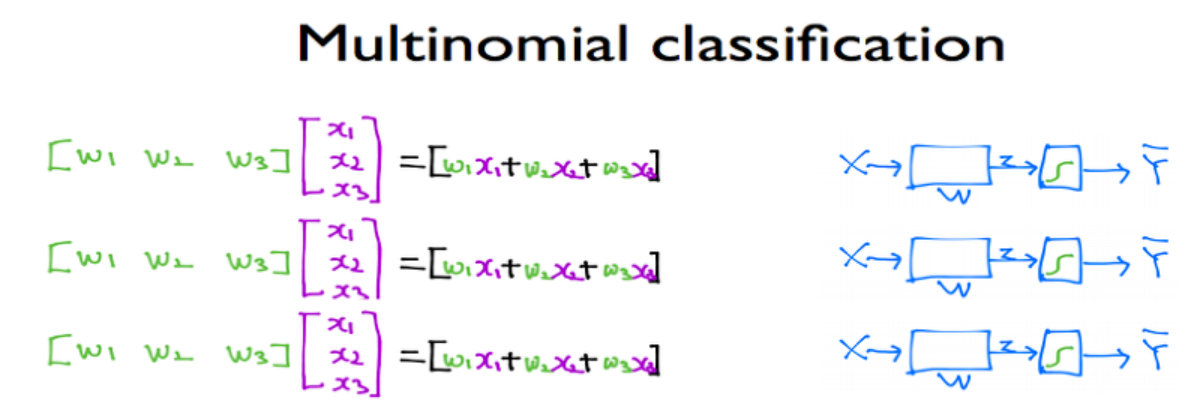 Multinomial classification
[w1 w2 w3] [x1 x2 x3] = [w1x1+w2x2+w3x3] X → W z → S → Ȳ
[w1 w2 w3] [x1 x2 x3] = [w1x1+w2x2+w3x3] X → W z → S → Ȳ
[w1 w2 w3] [x1 x2 x3] = [w1x1+w2x2+w3x3] X → W z → S → Ȳ